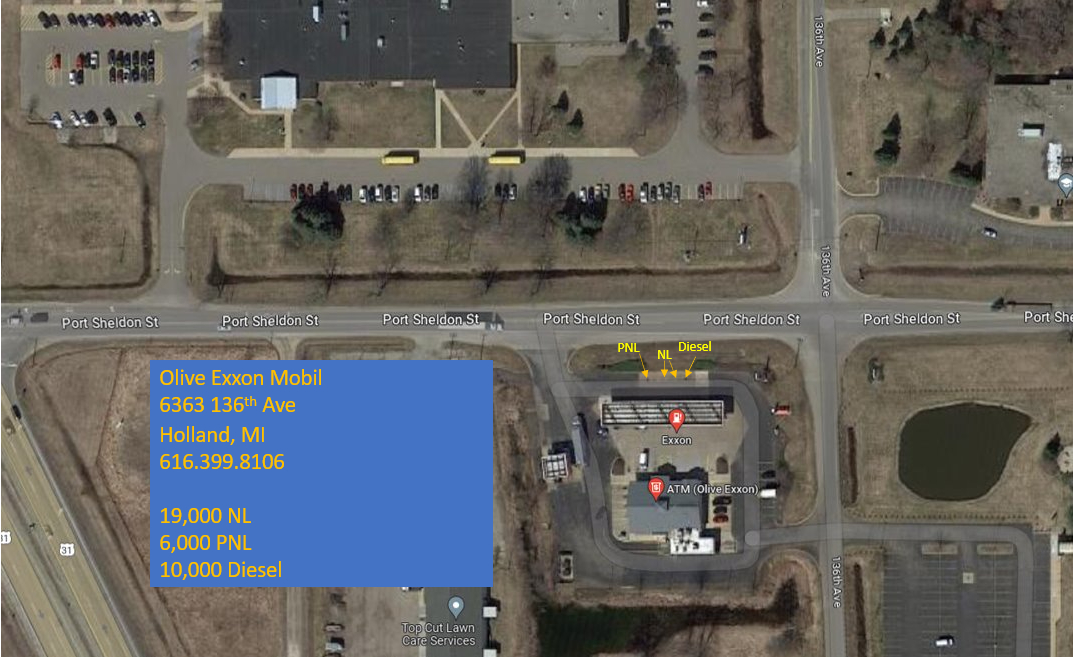 136th Ave
136th Ave
Port Sheldon St
Port Sheldon St
Port Sheldon St
Port Sheldon St
Port Sheldon St
Port Sheldon St
Port She
PNL
NL
Diesel
Olive Exxon Mobil
6363 136th Ave
Holland, MI
616.399.8106
19,000 NL
6,000 PNL
10,000 Diesel
Exxon
ATM (Olive Exxon)
31
31
136th Ave
Top Cut Lawn
Care Services